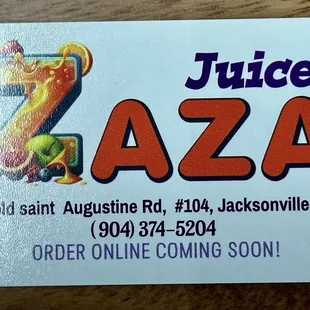 Juice
ZAZA
old saint Augustine Rd, #104, Jacksonville
(904) 374-5204
ORDER ONLINE COMING SOON!